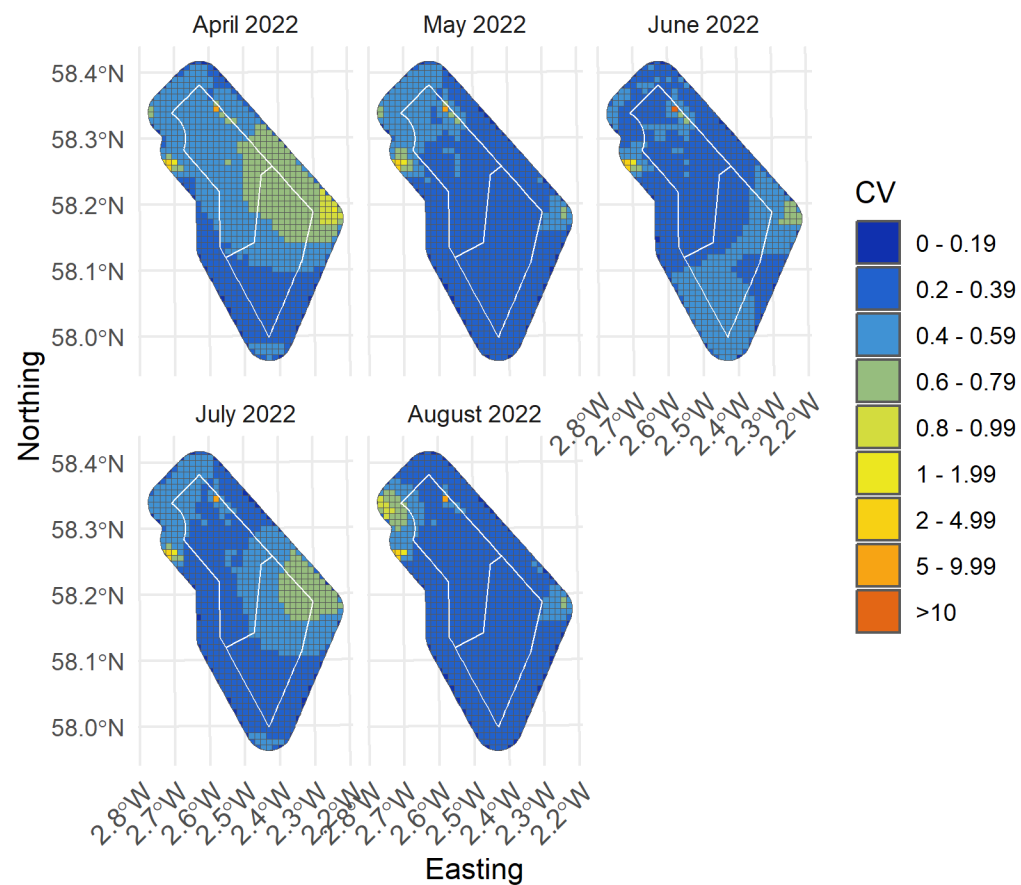 April 2022
May 2022
June 2022
58.4°N
58.3°N
58.2°N
58.1°N
58.0°N
2.8°W
2.7°W
2.6°W
2.5°W
2.4°W
2.3°W
2.2°W
July 2022
August 2022
58.4°N
58.3°N
58.2°N
58.1°N
58.0°N
2.8°W
2.7°W
2.6°W
2.5°W
2.4°W
2.3°W
2.2°W
2.8°W
2.7°W
2.6°W
2.5°W
2.4°W
2.3°W
2.2°W
Northing
Easting
CV
0 - 0.19
0.2 - 0.39
0.4 - 0.59
0.6 - 0.79
0.8 - 0.99
1 - 1.99
2 - 4.99
5 - 9.99
>10